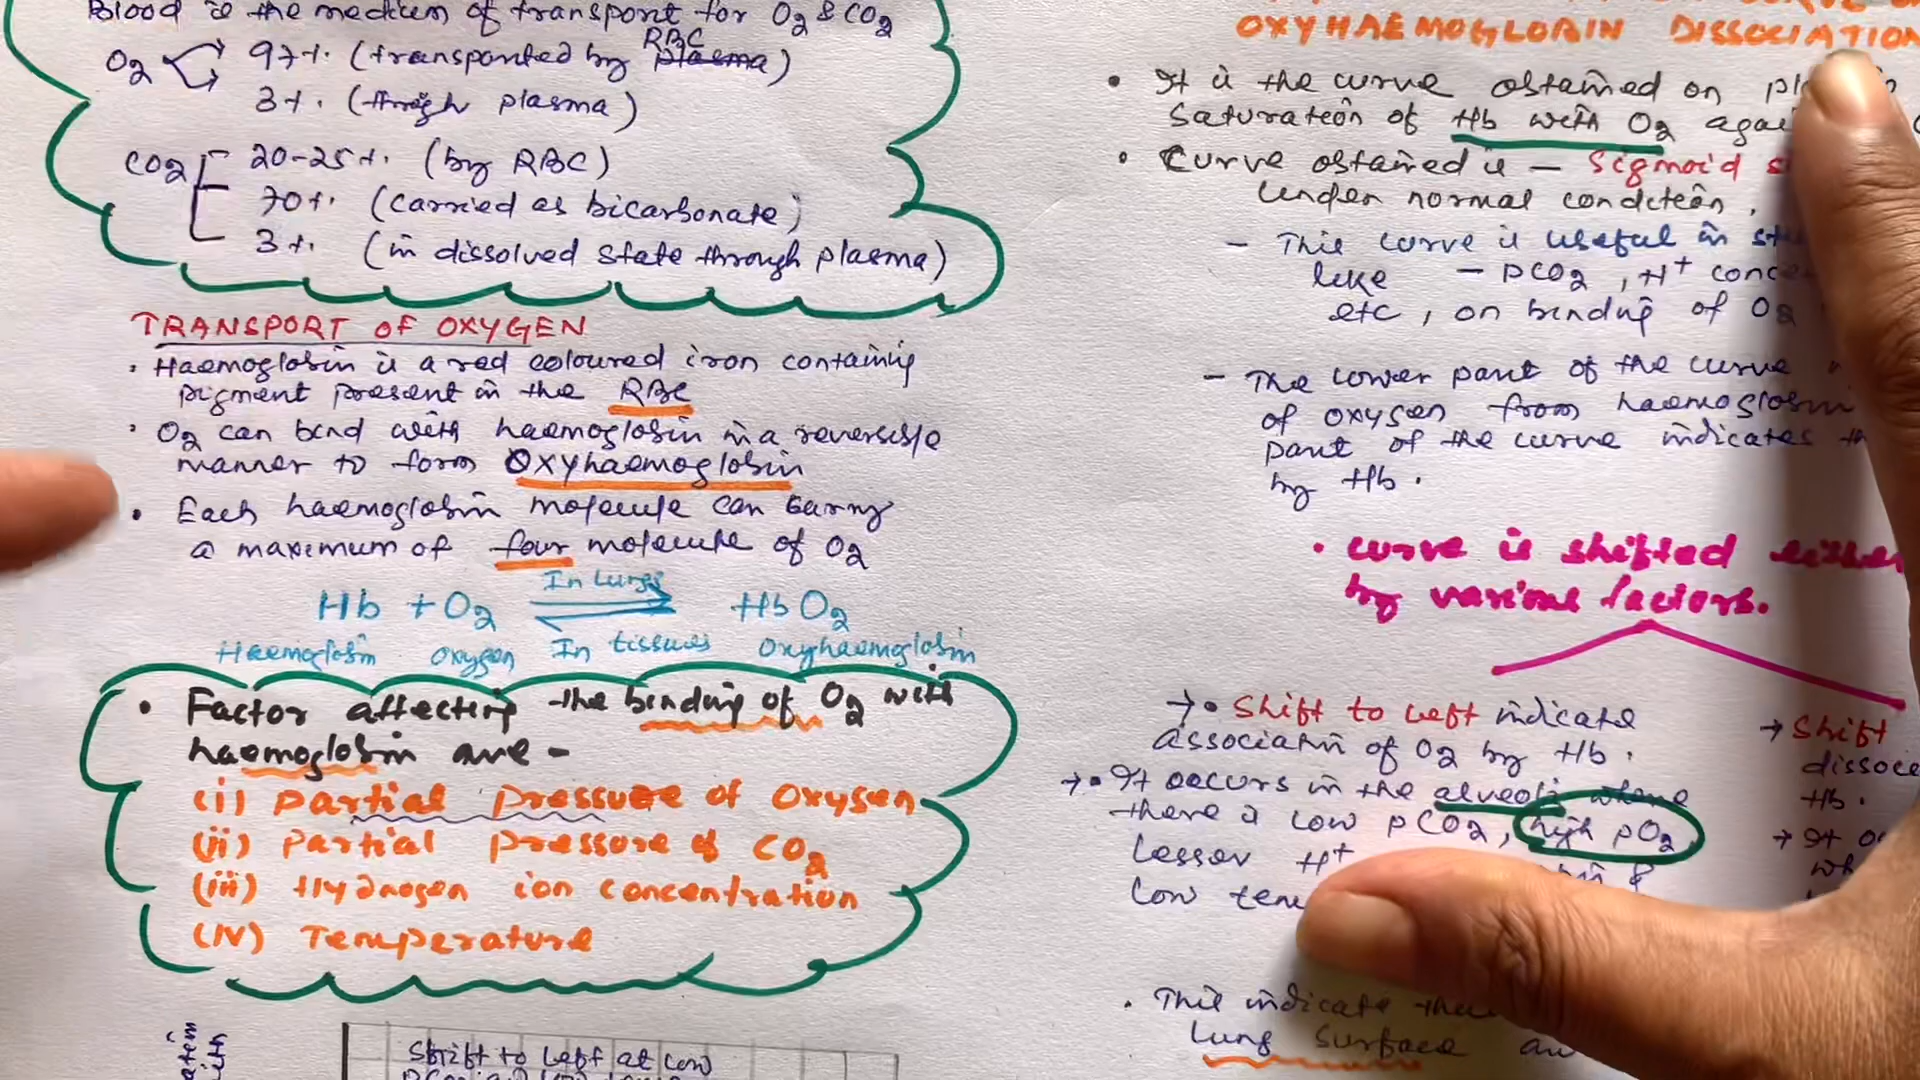 Blood is the medium of transport for O2 & CO2
O2 97%. (transported by plasma RBC)
3%. (through plasma)
CO2 20-25%. (by RBC)
70%. (carried as bicarbonate)
3%. (in dissolved state through plasma)
TRANSPORT OF OXYGEN
• Haemoglobin is a red coloured iron containing
pigment present in the RBC
• O2 can bind with haemoglobin in a reversible
manner to form Oxyhaemoglobin
• Each haemoglobin molecule can carry
a maximum of four molecule of O2
In Lungs
Hb + O2 ⇌ HbO2
Haemoglobin oxygen In tissues Oxyhaemoglobin
• Factor affecting the binding of O2 with
haemoglobin are -
(i) Partial pressure of Oxygen
(ii) Partial pressure of CO2
(iii) Hydrogen ion concentration
(iv) Temperature
Shift to Left at Low
OXYHAEMOGLOBIN DISSOCIATION
• It is the curve obtained on
saturation of Hb with O2
• Curve obtained is - Sigmoid
under normal condition.
- This curve is useful in
like - pCO2, H+
etc, on binding of O2
- The lower part of the curve
of oxygen from haemoglobin
part of the curve indicates
by Hb.
• curve is shifted either
by various factors.
→ • Shift to Left indicate
association of O2 by Hb.
→ • It occurs in the alveoli where
there is low pCO2, high pO2
Lesser H+
Low
• This indicate
Lung surface
→ Shift
Hb.
→ It